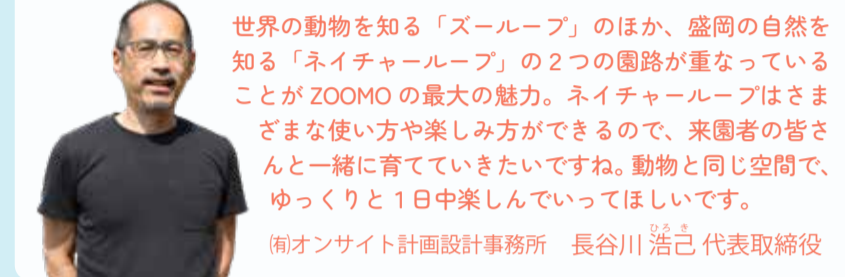 世界の動物を知る「ズーループ」のほか、盛岡の自然を
知る「ネイチャーループ」の２つの園路が重なっている
ことがZOOMOの最大の魅力。ネイチャーループはさま
ざまな使い方や楽しみ方ができるので、来園者の皆さ
んと一緒に育てていきたいですね。動物と同じ空間で、
ゆっくりと１日中楽しんでいってほしいです。
ひろ き
㈲オンサイト計画設計事務所　長谷川 浩己 代表取締役